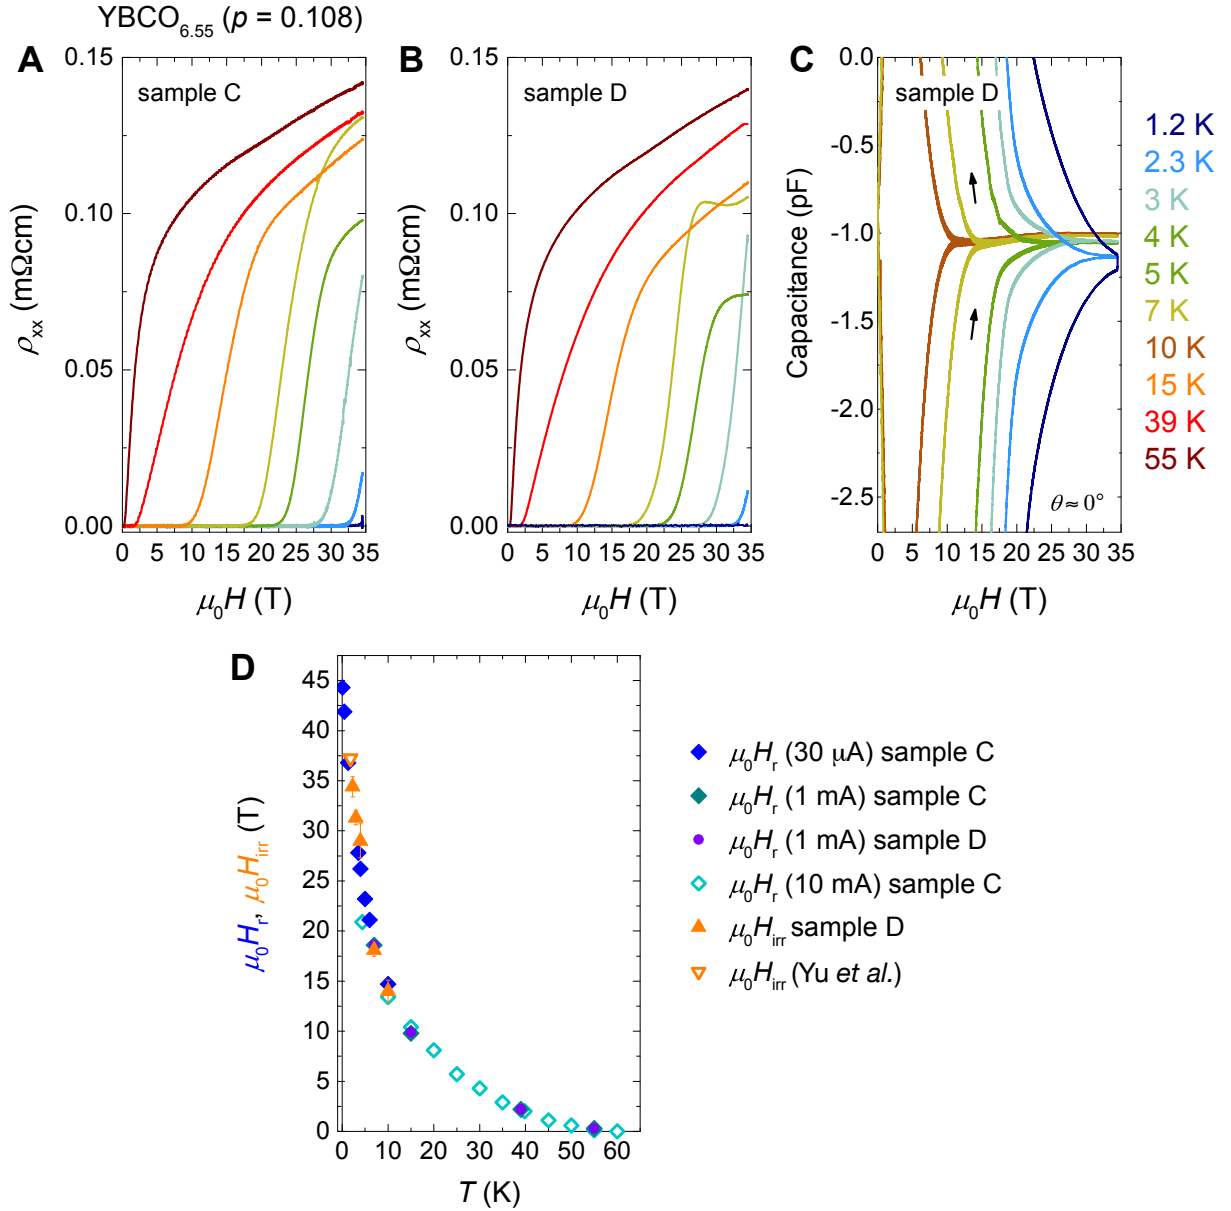 YBCO6.55 (p = 0.108)
A
sample C
0.15
0.10
0.05
0.00
ρxx (mΩcm)
0 5 10 15 20 25 30 35
μ0H (T)
B
sample D
0.15
0.10
0.05
0.00
ρxx (mΩcm)
0 5 10 15 20 25 30 35
μ0H (T)
C
sample D
0.0
-0.5
-1.0
-1.5
-2.0
-2.5
Capacitance (pF)
θ≈0°
0 5 10 15 20 25 30 35
μ0H (T)
1.2 K
2.3 K
3 K
4 K
5 K
7 K
10 K
15 K
39 K
55 K
D
45
40
35
30
25
20
15
10
5
0
μ0Hr, μ0Hirr (T)
0 10 20 30 40 50 60
T (K)
μ0Hr (30 μA) sample C
μ0Hr (1 mA) sample C
μ0Hr (1 mA) sample D
μ0Hr (10 mA) sample C
μ0Hirr sample D
μ0Hirr (Yu et al.)